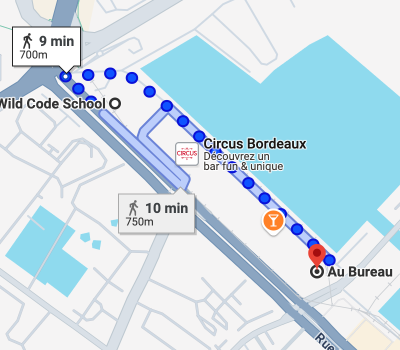 9 min
700m
Wild Code School
Circus Bordeaux
CIRCUS
Découvrez un
bar fun & unique
10 min
750m
Au Bureau
Rue